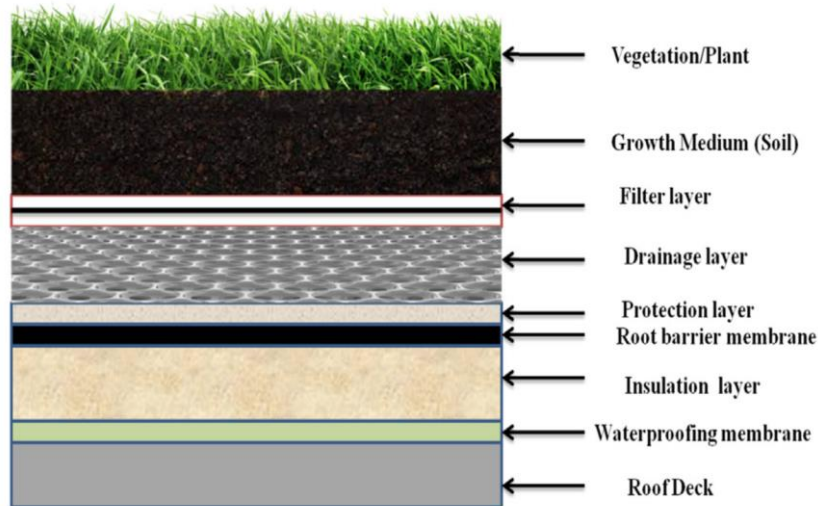 Vegetation/Plant
Growth Medium (Soil)
Filter layer
Drainage layer
Protection layer
Root barrier membrane
Insulation layer
Waterproofing membrane
Roof Deck